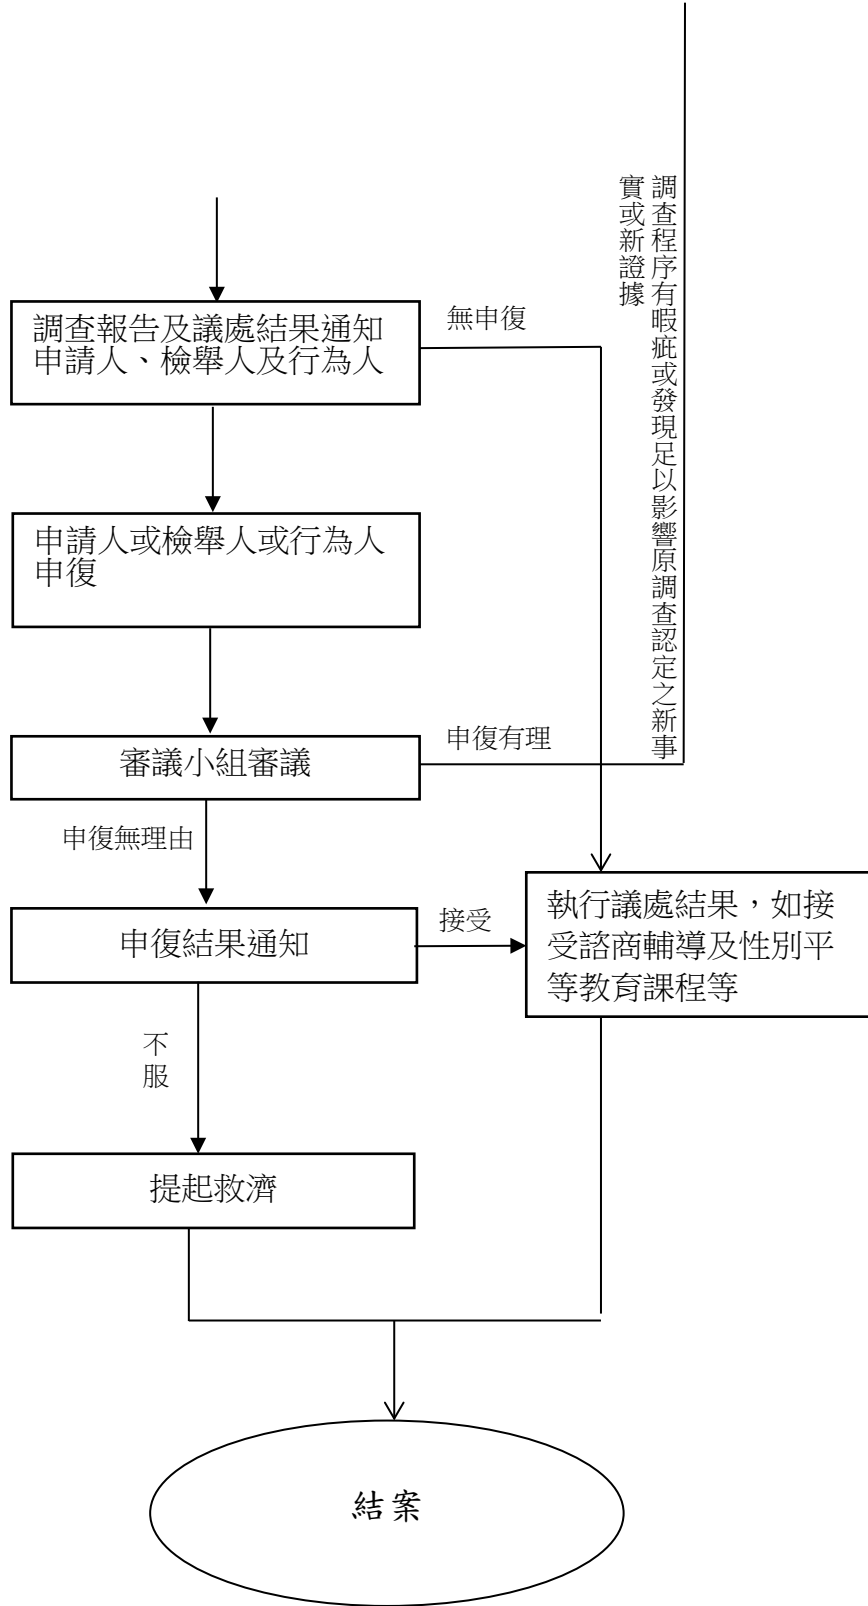 調查程序有暇疵或發現足以影響原調查認定之新事
實或新證據
調查報告及議處結果通知
申請人、檢舉人及行為人
無申復
申請人或檢舉人或行為人
申復
審議小組審議
申復有理
申復無理由
申復結果通知
接受
執行議處結果，如接
受諮商輔導及性別平
等教育課程等
不
服
提起救濟
結案